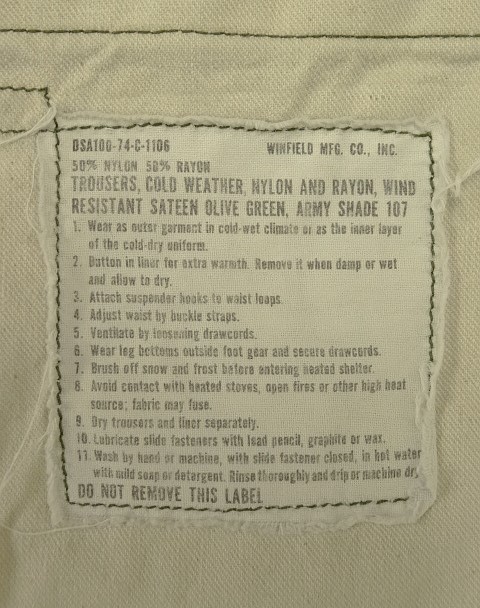 DSA100-74-C-1106 WINFIELD MFG. CO., INC.
50% NYLON 50% RAYON
TROUSERS, COLD WEATHER, NYLON AND RAYON, WIND
RESISTANT SATEEN OLIVE GREEN, ARMY SHADE 107
1. Wear as outer garment in cold-wet climate or as the inner layer
of the cold-dry uniform.
2. Button in liner for extra warmth. Remove it when damp or wet
and allow to dry.
3. Attach suspender hooks to waist loops.
4. Adjust waist by buckle straps.
5. Ventilate by loosening drawcords.
6. Wear leg bottoms outside foot gear and secure drawcords.
7. Brush off snow and frost before entering heated shelter.
8. Avoid contact with heated stoves, open fires or other high heat
source; fabric may fuse.
9. Dry trousers and liner separately.
10. Lubricate slide fasteners with lead pencil, graphite or wax.
11. Wash by hand or machine, with slide fastener closed, in hot water
with mild soap or detergent. Rinse thoroughly and drip or machine dry.
DO NOT REMOVE THIS LABEL